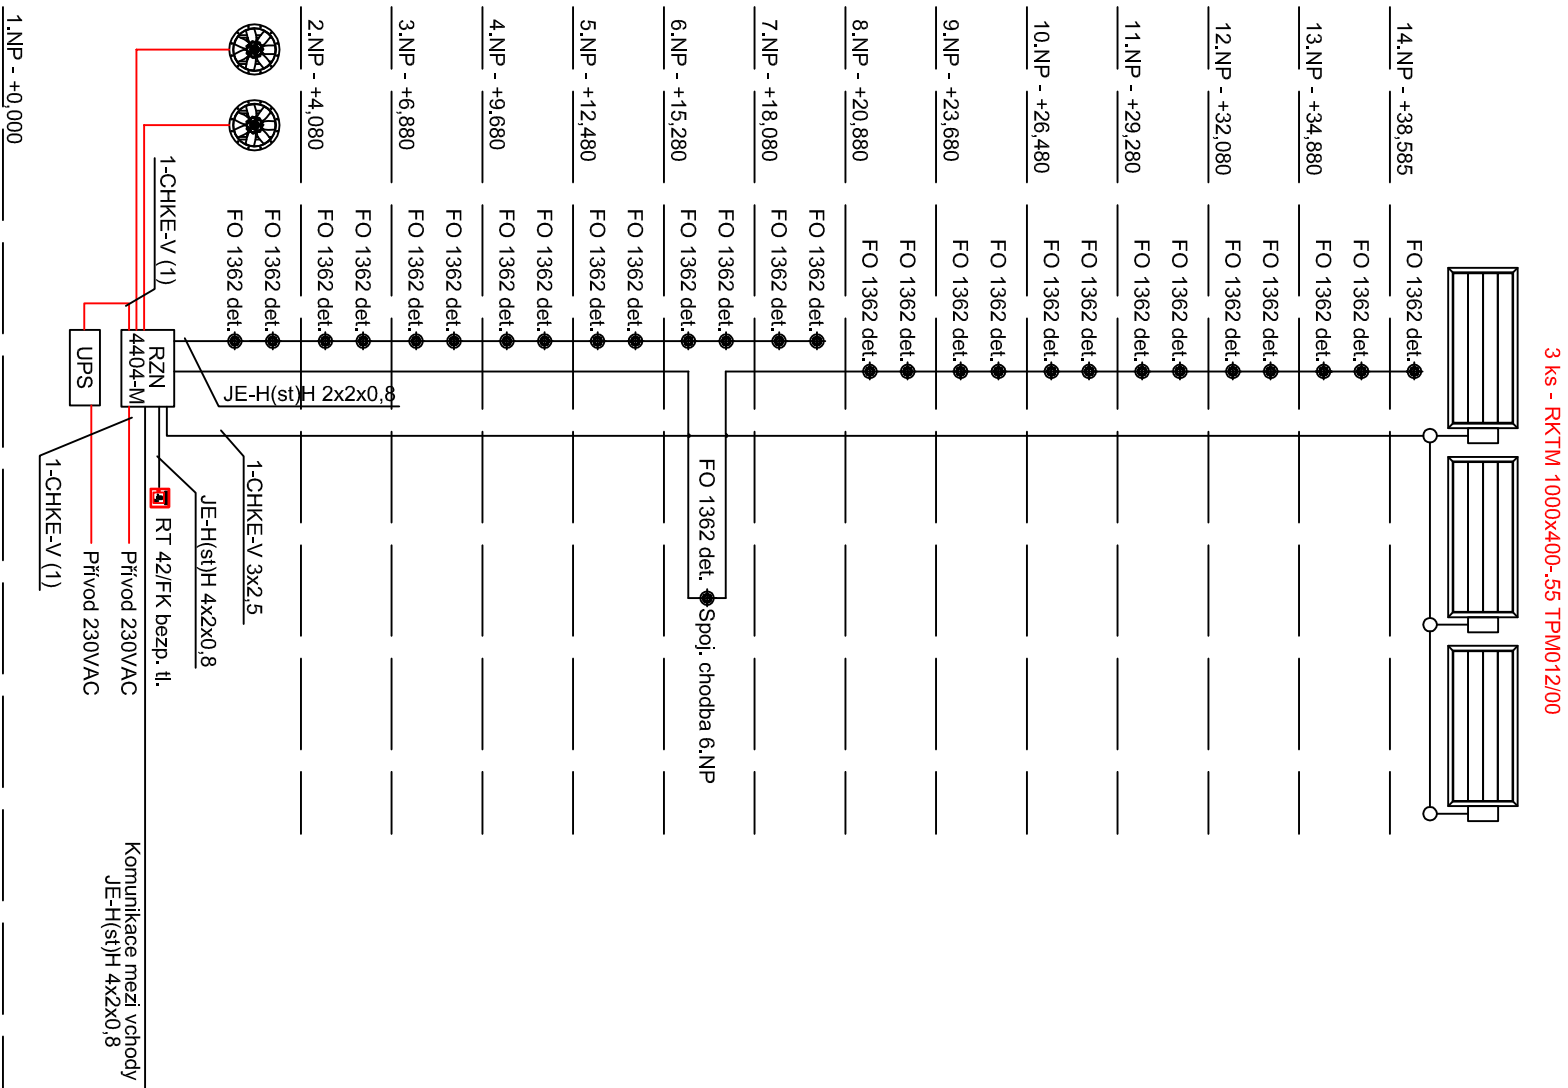 3 ks - RKTM 1000x400-.55 TPM012/00
FO 1362 det.
14.NP - +38,585
FO 1362 det.
FO 1362 det.
13.NP - +34,880
FO 1362 det.
FO 1362 det.
12.NP - +32,080
FO 1362 det.
FO 1362 det.
11.NP - +29,280
FO 1362 det.
FO 1362 det.
10.NP - +26,480
FO 1362 det.
FO 1362 det.
9.NP - +23,680
FO 1362 det.
FO 1362 det.
8.NP - +20,880
FO 1362 det.
FO 1362 det.
7.NP - +18,080
FO 1362 det.
FO 1362 det. Spoj. chodba 6.NP
FO 1362 det.
6.NP - +15,280
FO 1362 det.
FO 1362 det.
5.NP - +12,480
FO 1362 det.
FO 1362 det.
4.NP - +9.680
FO 1362 det.
FO 1362 det.
3.NP - +6,880
FO 1362 det.
FO 1362 det.
2.NP - +4,080
FO 1362 det.
FO 1362 det.
JE-H(st)H 2x2x0,8
1-CHKE-V 3x2,5
JE-H(st)H 4x2x0,8
1-CHKE-V (1)
RT 42/FK bezp. tl.
RZN
4404-M
UPS
Přívod 230VAC
Přívod 230VAC
1-CHKE-V (1)
Komunikace mezi vchody
JE-H(st)H 4x2x0,8
1.NP - +0,000